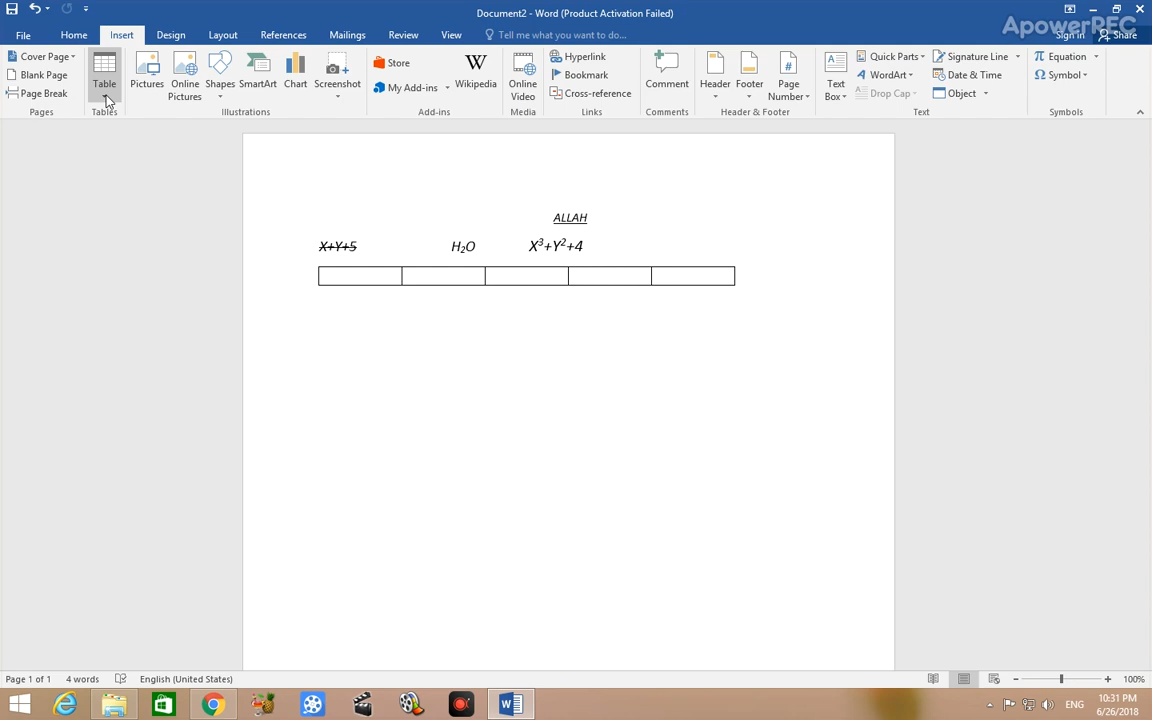 Document2 - Word (Product Activation Failed)
ApowerREC
File Home Insert Design Layout References Mailings Review View Tell me what you want to do... Sign in Share
Cover Page
Blank Page
Page Break
Pages
Table
Tables
Pictures
Online Pictures
Shapes
SmartArt
Chart
Screenshot
Illustrations
Store
My Add-ins
Wikipedia
Add-ins
Online Video
Media
Hyperlink
Bookmark
Cross-reference
Links
Comment
Comments
Header
Footer
Page Number
Header & Footer
Text Box
Quick Parts
WordArt
Drop Cap
Signature Line
Date & Time
Object
Text
Equation
Symbol
Symbols
ALLAH
X+Y+5 H₂O X³+Y²+4
Page 1 of 1 4 words English (United States) 100%
ENG
10:31 PM
6/26/2018